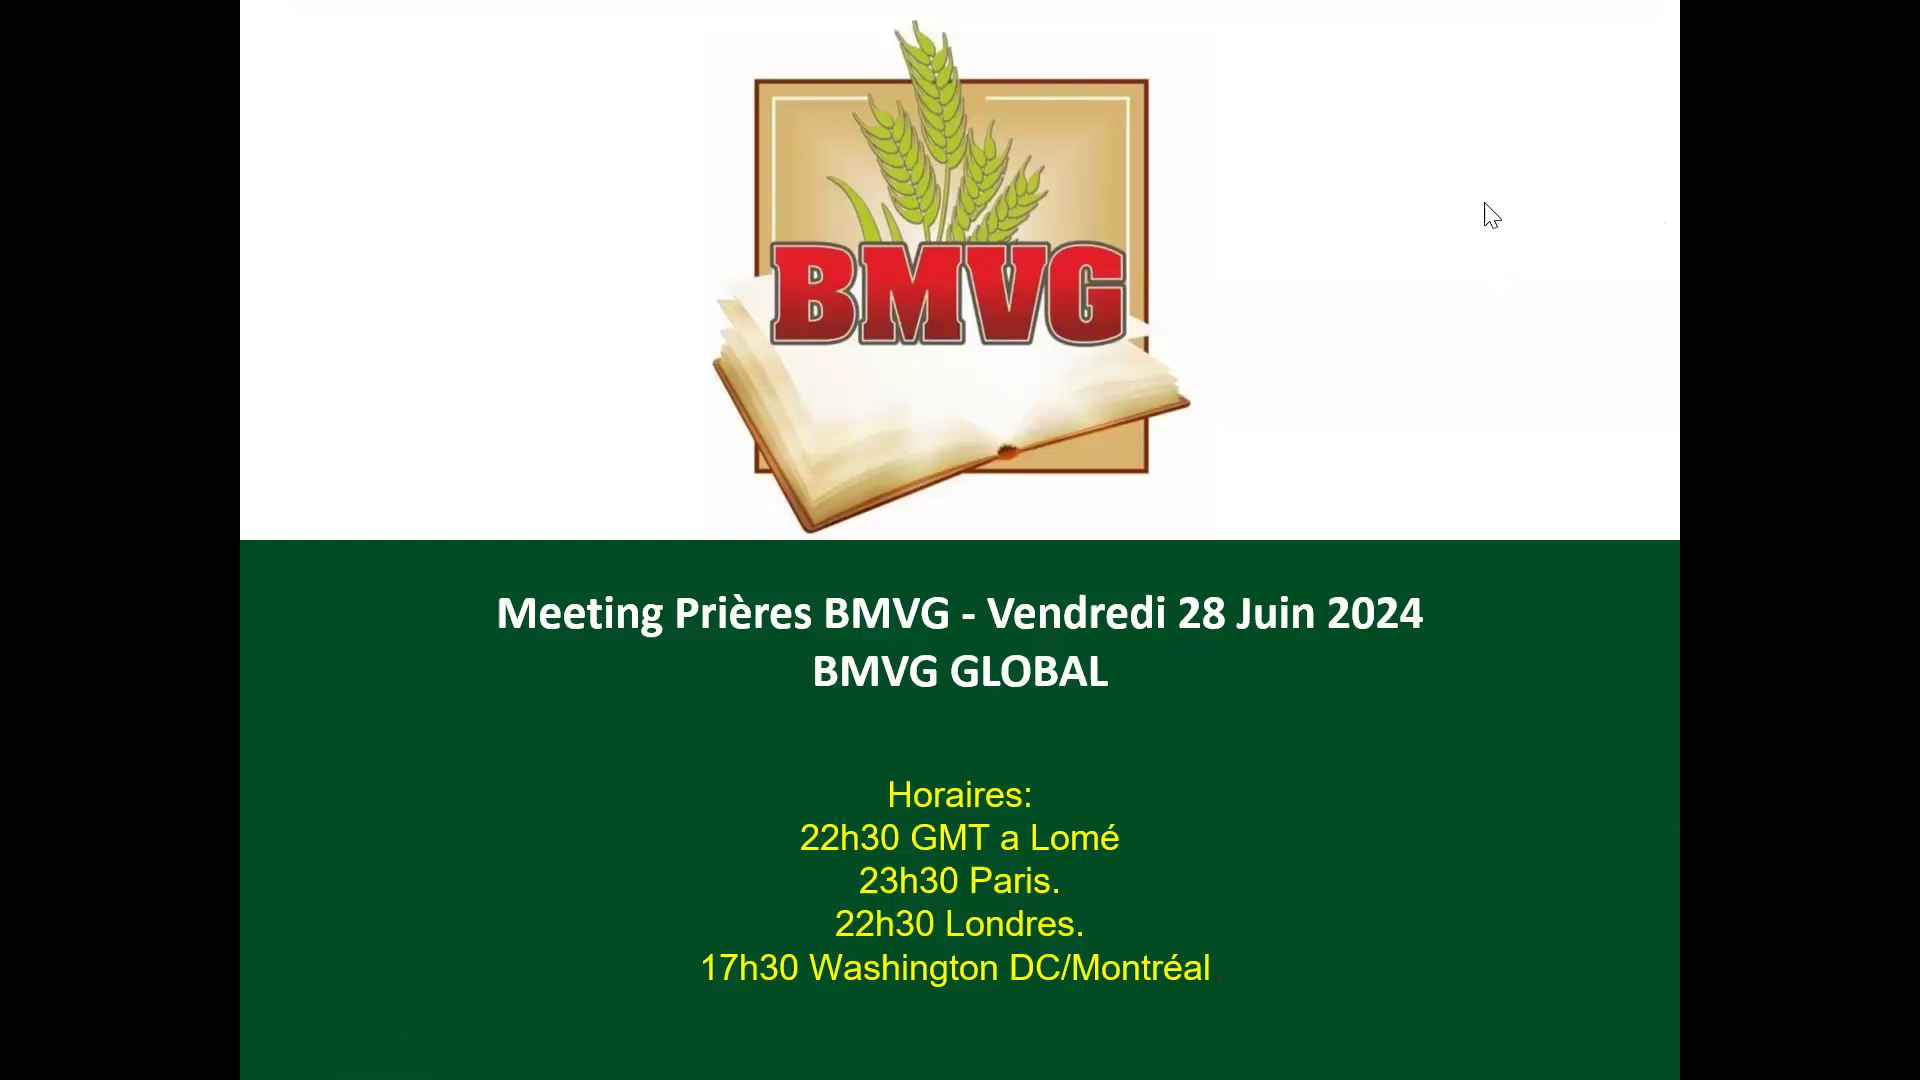 BMVG
Meeting Prières BMVG - Vendredi 28 Juin 2024
BMVG GLOBAL
Horaires:
22h30 GMT a Lomé
23h30 Paris.
22h30 Londres.
17h30 Washington DC/Montréal